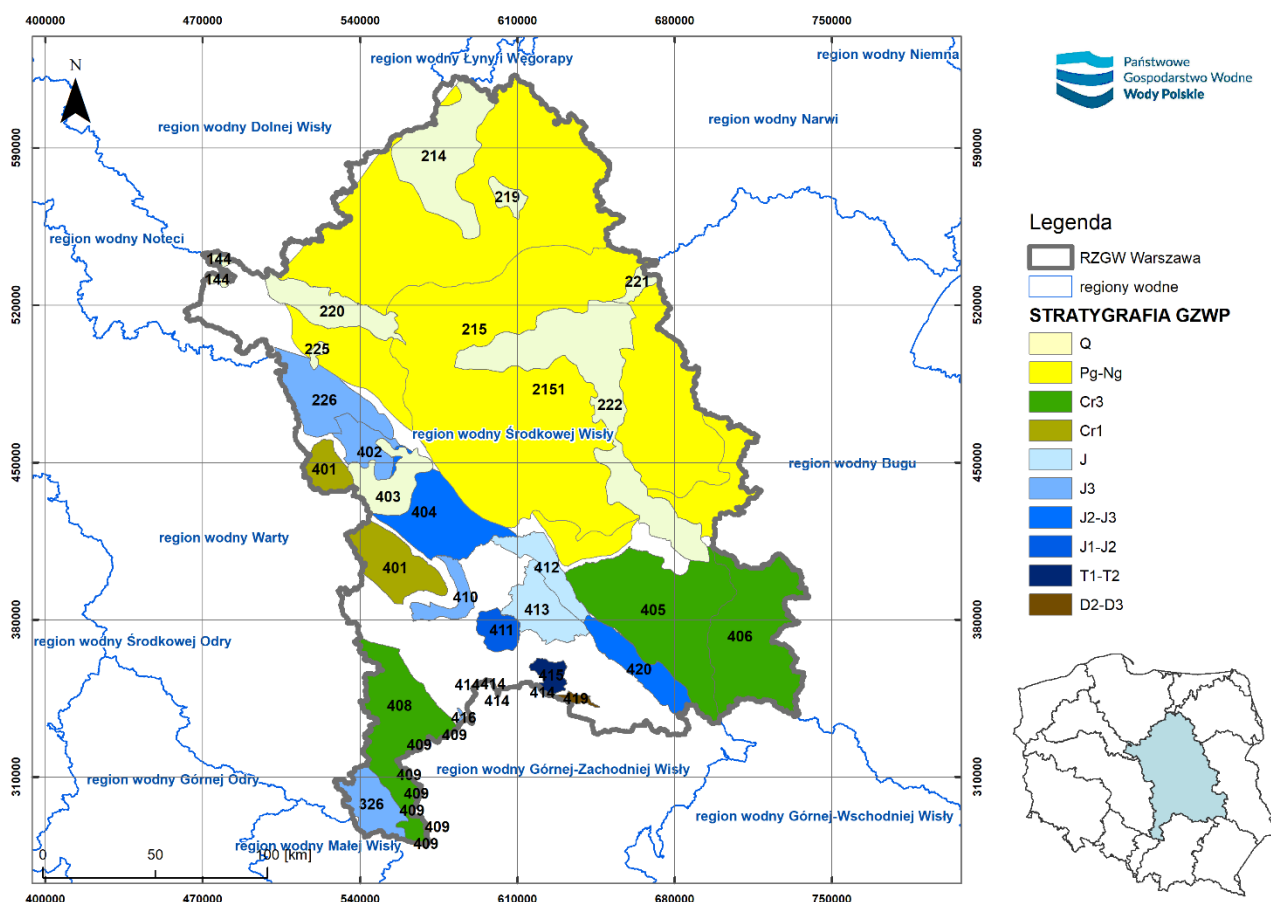 400000 470000 540000 610000 680000 750000
region wodny Łyny i Węgorapy
region wodny Niemna
N
region wodny Dolnej Wisły
region wodny Narwi
590000
590000
214
219
region wodny Noteci
144
144
221
520000
520000
220
215
225
2151
226
222
region wodny Środkowej Wisły
402
450000
450000
401
region wodny Bugu
403
404
region wodny Warty
401
412
410
405
413
380000
380000
411
406
region wodny Środkowej Odry
420
415
414
414
414
414
419
408
416
409
409
region wodny Górnej-Zachodniej Wisły
310000
310000
region wodny Górnej Odry
409
409
326
409
region wodny Górnej-Wschodniej Wisły
409
409
region wodny Małej Wisły
0 50 100 [km]
400000 470000 540000 610000 680000 750000
Państwowe
Gospodarstwo Wodne
Wody Polskie
Legenda
RZGW Warszawa
regiony wodne
STRATYGRAFIA GZWP
Q
Pg-Ng
Cr3
Cr1
J
J3
J2-J3
J1-J2
T1-T2
D2-D3